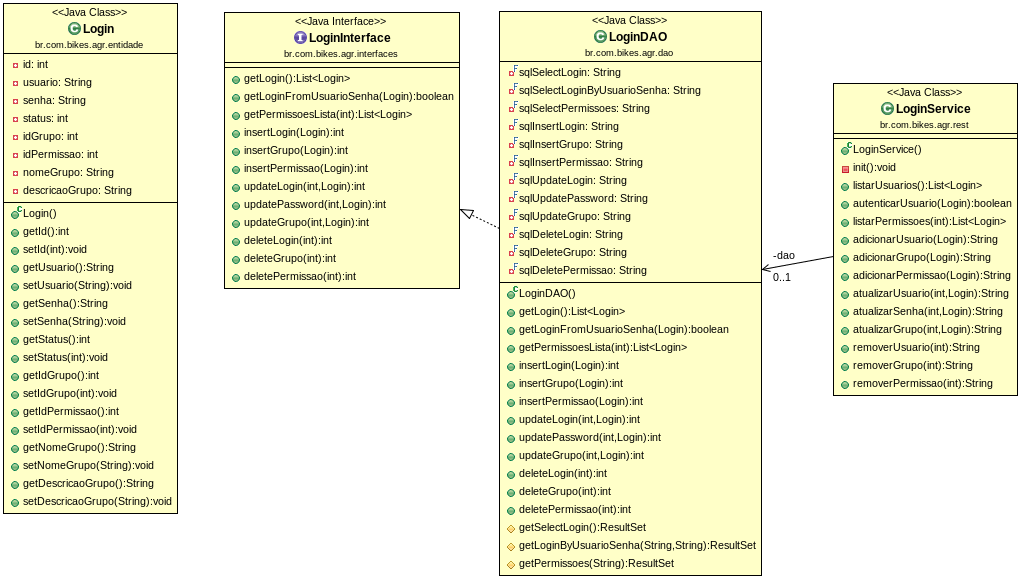 <<Java Class>>
Login
br.com.bikes.agr.entidade
id: int
usuario: String
senha: String
status: int
idGrupo: int
idPermissao: int
nomeGrupo: String
descricaoGrupo: String
Login()
getId():int
setId(int):void
getUsuario():String
setUsuario(String):void
getSenha():String
setSenha(String):void
getStatus():int
setStatus(int):void
getIdGrupo():int
setIdGrupo(int):void
getIdPermissao():int
setIdPermissao(int):void
getNomeGrupo():String
setNomeGrupo(String):void
getDescricaoGrupo():String
setDescricaoGrupo(String):void
<<Java Interface>>
LoginInterface
br.com.bikes.agr.interfaces
getLogin():List<Login>
getLoginFromUsuarioSenha(Login):boolean
getPermissoesLista(int):List<Login>
insertLogin(Login):int
insertGrupo(Login):int
insertPermissao(Login):int
updateLogin(int,Login):int
updatePassword(int,Login):int
updateGrupo(int,Login):int
deleteLogin(int):int
deleteGrupo(int):int
deletePermissao(int):int
<<Java Class>>
LoginDAO
br.com.bikes.agr.dao
sqlSelectLogin: String
sqlSelectLoginByUsuarioSenha: String
sqlSelectPermissoes: String
sqlInsertLogin: String
sqlInsertGrupo: String
sqlInsertPermissao: String
sqlUpdateLogin: String
sqlUpdatePassword: String
sqlUpdateGrupo: String
sqlDeleteLogin: String
sqlDeleteGrupo: String
sqlDeletePermissao: String
LoginDAO()
getLogin():List<Login>
getLoginFromUsuarioSenha(Login):boolean
getPermissoesLista(int):List<Login>
insertLogin(Login):int
insertGrupo(Login):int
insertPermissao(Login):int
updateLogin(int,Login):int
updatePassword(int,Login):int
updateGrupo(int,Login):int
deleteLogin(int):int
deleteGrupo(int):int
deletePermissao(int):int
getSelectLogin():ResultSet
getLoginByUsuarioSenha(String,String):ResultSet
getPermissoes(String):ResultSet
-dao
0..1
<<Java Class>>
LoginService
br.com.bikes.agr.rest
LoginService()
init():void
listarUsuarios():List<Login>
autenticarUsuario(Login):boolean
listarPermissoes(int):List<Login>
adicionarUsuario(Login):String
adicionarGrupo(Login):String
adicionarPermissao(Login):String
atualizarUsuario(int,Login):String
atualizarSenha(int,Login):String
atualizarGrupo(int,Login):String
removerUsuario(int):String
removerGrupo(int):String
removerPermissao(int):String